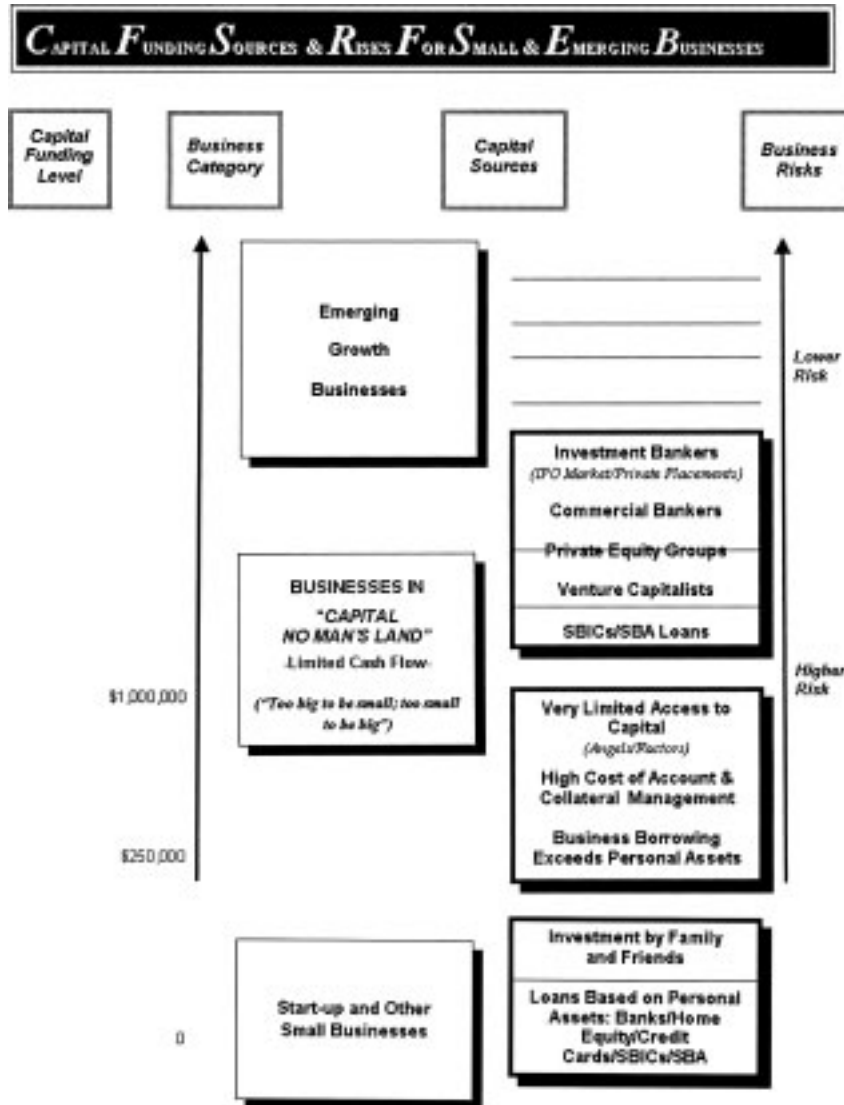 CAPITAL FUNDING SOURCES & RISES FOR SMALL & EMERGING BUSINESSES
Capital
Funding
Level
Business
Category
Capital
Sources
Business
Risks
Emerging
Growth
Businesses
Lower
Risk
Investment Bankers
(IPO Market/Private Placements)
Commercial Bankers
Private Equity Groups
Venture Capitalists
SBICs/SBA Loans
BUSINESSES IN
"CAPITAL
NO MAN'S LAND"
-Limited Cash Flow-
("Too big to be small; too small
to be big")
$1,000,000
Higher
Risk
Very Limited Access to
Capital
(Angels/Factors)
High Cost of Account &
Collateral Management
Business Borrowing
Exceeds Personal Assets
$250,000
Investment by Family
and Friends
Start-up and Other
Small Businesses
Loans Based on Personal
Assets: Banks/Home
Equity/Credit
Cards/SBICs/SBA
0